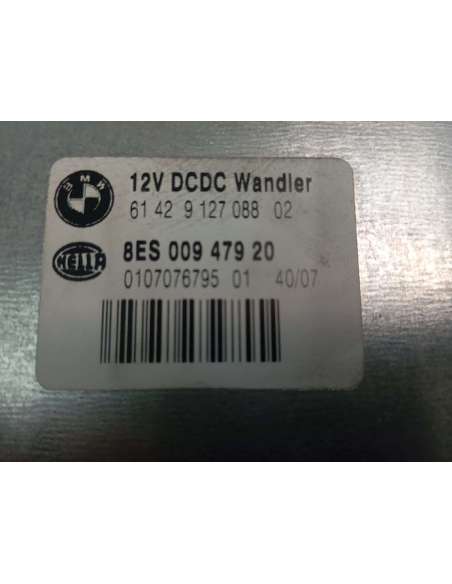 BMW
12V DCDC Wandler
61 42 9 127 088 02
HELLA
8ES 009 479 20
0107076795 01 40/07